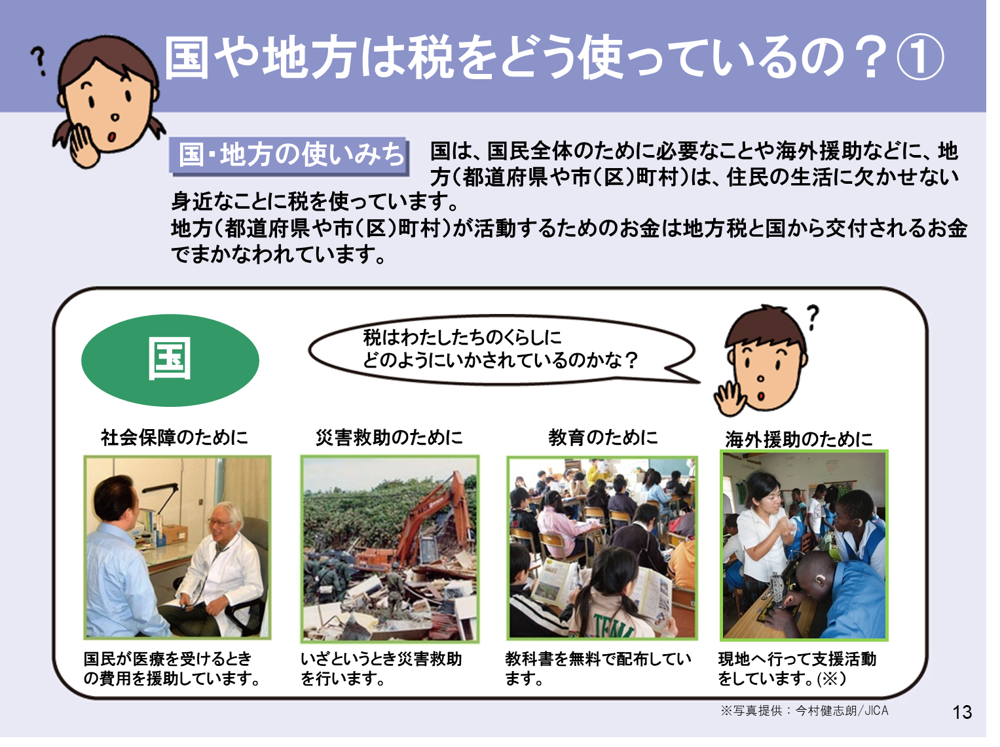 国や地方は税をどう使っているの？①
国・地方の使いみち
国は、国民全体のために必要なことや海外援助などに、地
方（都道府県や市（区）町村）は、住民の生活に欠かせない
身近なことに税を使っています。
地方（都道府県や市（区）町村）が活動するためのお金は地方税と国から交付されるお金
でまかなわれています。
国
税はわたしたちのくらしに
どのようにいかされているのかな？
?
?
社会保障のために
災害救助のために
教育のために
海外援助のために
TEAM
国民が医療を受けるとき
の費用を援助しています。
いざというとき災害救助
を行います。
教科書を無料で配布してい
ます。
現地へ行って支援活動
をしています。(※）
※写真提供：今村健志朗/JICA
13